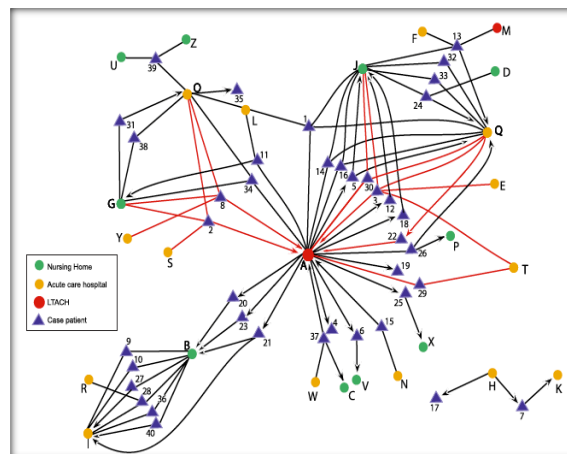 F
M
13
Z
U
39
J
32
33
D
24
O
35
L
1
Q
31
38
11
14
16
5
30
34
3
12
E
G
8
18
2
22
Y
26
P
S
A
19
T
Nursing Home
Acute care hospital
LTACH
Case patient
29
25
20
23
4
15
21
37
6
X
9
B
10
27
R
28
36
W
C
V
N
H
K
40
17
7
I